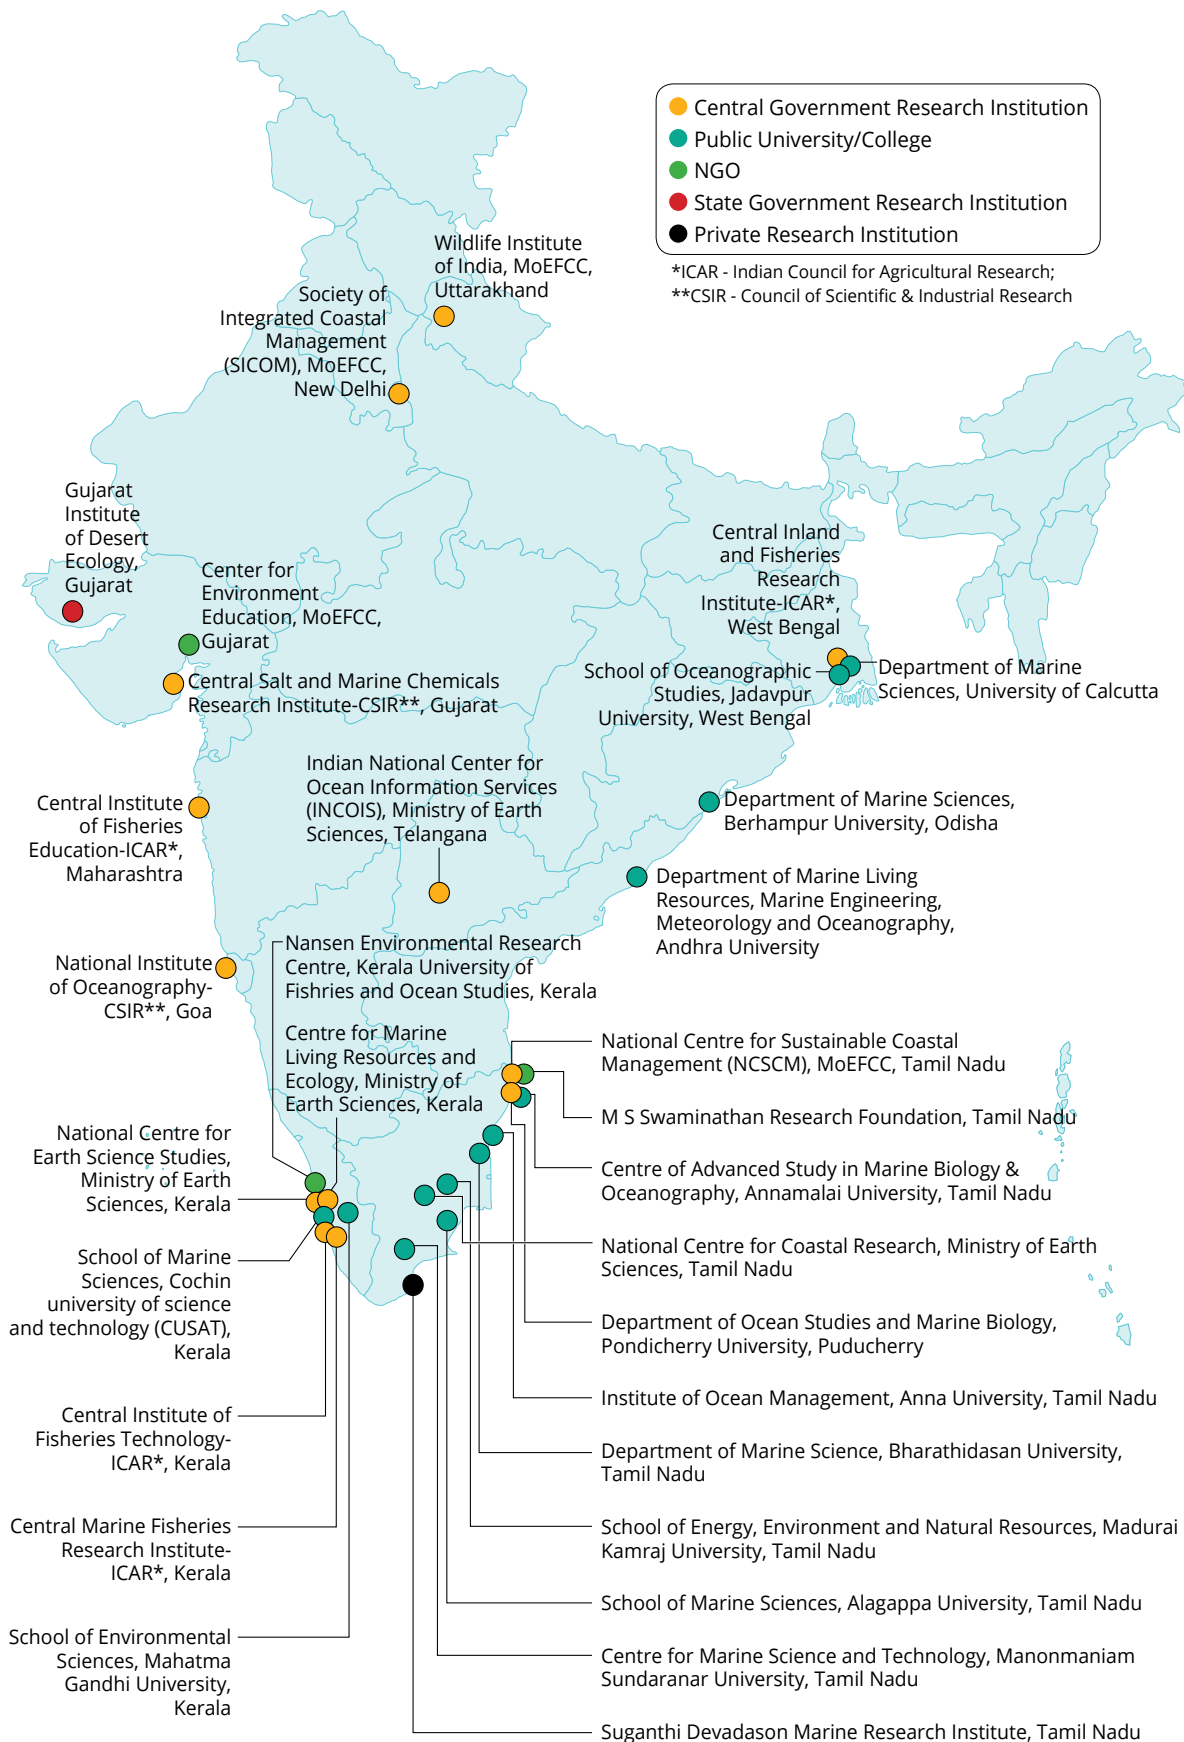 Central Government Research Institution
Public University/College
NGO
State Government Research Institution
Private Research Institution
*ICAR - Indian Council for Agricultural Research;
**CSIR - Council of Scientific & Industrial Research
Wildlife Institute
of India, MoEFCC,
Uttarakhand
Society of
Integrated Coastal
Management
(SICOM), MoEFCC,
New Delhi
Gujarat
Institute
of Desert
Ecology,
Gujarat
Center for
Environment
Education, MoEFCC,
Gujarat
Central Salt and Marine Chemicals
Research Institute-CSIR**, Gujarat
Central Inland
and Fisheries
Research
Institute-ICAR*,
West Bengal
School of Oceanographic
Studies, Jadavpur
University, West Bengal
Department of Marine
Sciences, University of Calcutta
Indian National Center for
Ocean Information Services
(INCOIS), Ministry of Earth
Sciences, Telangana
Central Institute
of Fisheries
Education-ICAR*,
Maharashtra
Department of Marine Sciences,
Berhampur University, Odisha
Department of Marine Living
Resources, Marine Engineering,
Meteorology and Oceanography,
Andhra University
National Institute
of Oceanography-
CSIR**, Goa
Nansen Environmental Research
Centre, Kerala University of
Fishries and Ocean Studies, Kerala
Centre for Marine
Living Resources and
Ecology, Ministry of
Earth Sciences, Kerala
National Centre for
Earth Science Studies,
Ministry of Earth
Sciences, Kerala
School of Marine
Sciences, Cochin
university of science
and technology (CUSAT),
Kerala
Central Institute of
Fisheries Technology-
ICAR*, Kerala
Central Marine Fisheries
Research Institute-
ICAR*, Kerala
School of Environmental
Sciences, Mahatma
Gandhi University,
Kerala
National Centre for Sustainable Coastal
Management (NCSCM), MoEFCC, Tamil Nadu
M S Swaminathan Research Foundation, Tamil Nadu
Centre of Advanced Study in Marine Biology &
Oceanography, Annamalai University, Tamil Nadu
National Centre for Coastal Research, Ministry of Earth
Sciences, Tamil Nadu
Department of Ocean Studies and Marine Biology,
Pondicherry University, Puducherry
Institute of Ocean Management, Anna University, Tamil Nadu
Department of Marine Science, Bharathidasan University,
Tamil Nadu
School of Energy, Environment and Natural Resources, Madurai
Kamraj University, Tamil Nadu
School of Marine Sciences, Alagappa University, Tamil Nadu
Centre for Marine Science and Technology, Manonmaniam
Sundaranar University, Tamil Nadu
Suganthi Devadason Marine Research Institute, Tamil Nadu